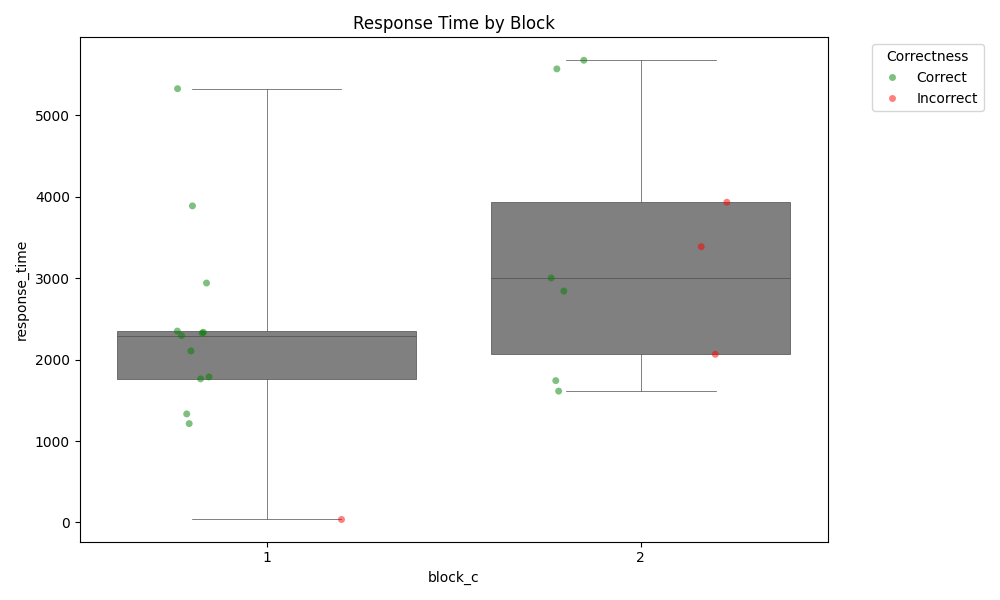 Response Time by Block
Correctness
Correct
Incorrect
response_time
5000
4000
3000
2000
1000
0
1
2
block_c